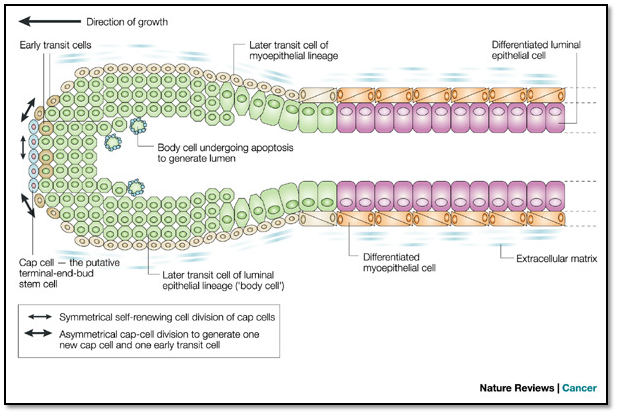 Direction of growth
Early transit cells
Later transit cell of
myoepithelial lineage
Differentiated luminal
epithelial cell
Body cell undergoing apoptosis
to generate lumen
Cap cell — the putative
terminal-end-bud
stem cell
Later transit cell of luminal
epithelial lineage ('body cell')
Differentiated
myoepithelial cell
Extracellular matrix
Symmetrical self-renewing cell division of cap cells
Asymmetrical cap-cell division to generate one
new cap cell and one early transit cell
Nature Reviews | Cancer